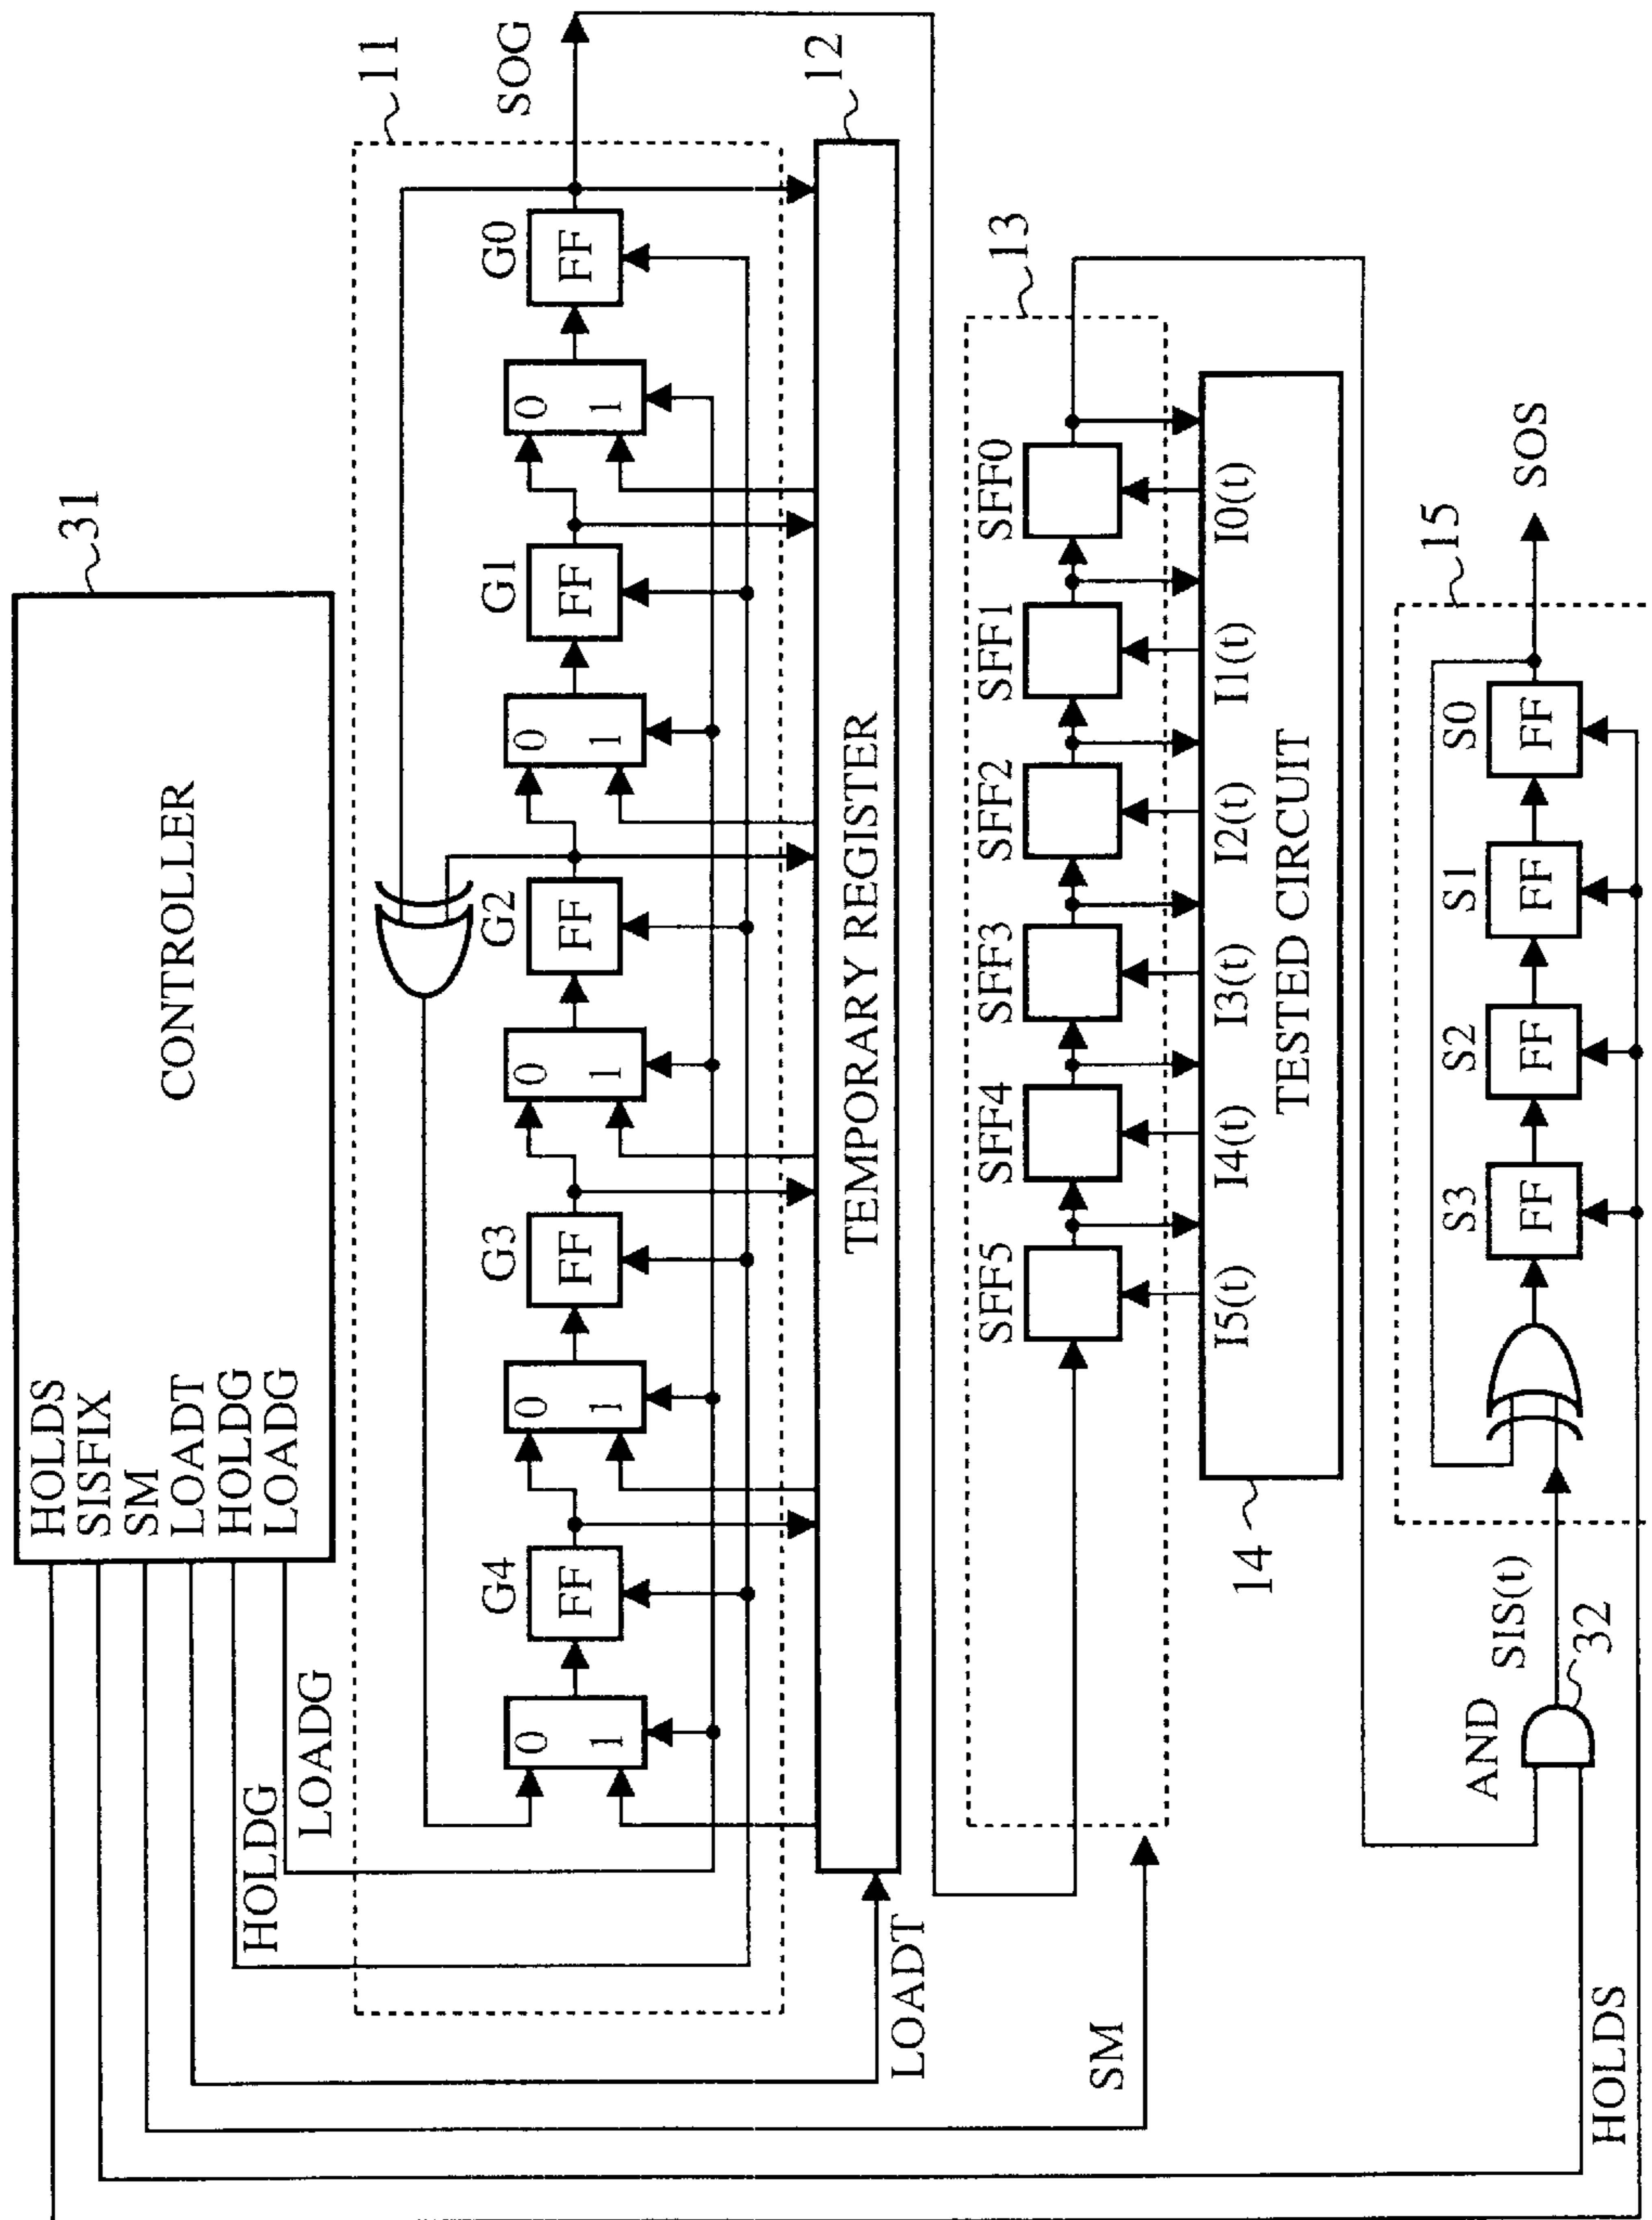 31
HOLDS
SISFIX
SM
LOADT
HOLDG
LOADG
CONTROLLER
HOLDG
LOADG
11
SOG
G4
G3
G2
G1
G0
0
1
FF
0
1
FF
0
1
FF
0
1
FF
0
1
FF
12
TEMPORARY REGISTER
LOADT
13
SFF5
SFF4
SFF3
SFF2
SFF1
SFF0
SM
I5(t)
I4(t)
I3(t)
I2(t)
I1(t)
I0(t)
TESTED CIRCUIT
14
15
SOS
AND
SIS(t)
32
S3
S2
S1
S0
FF
FF
FF
FF
HOLDS